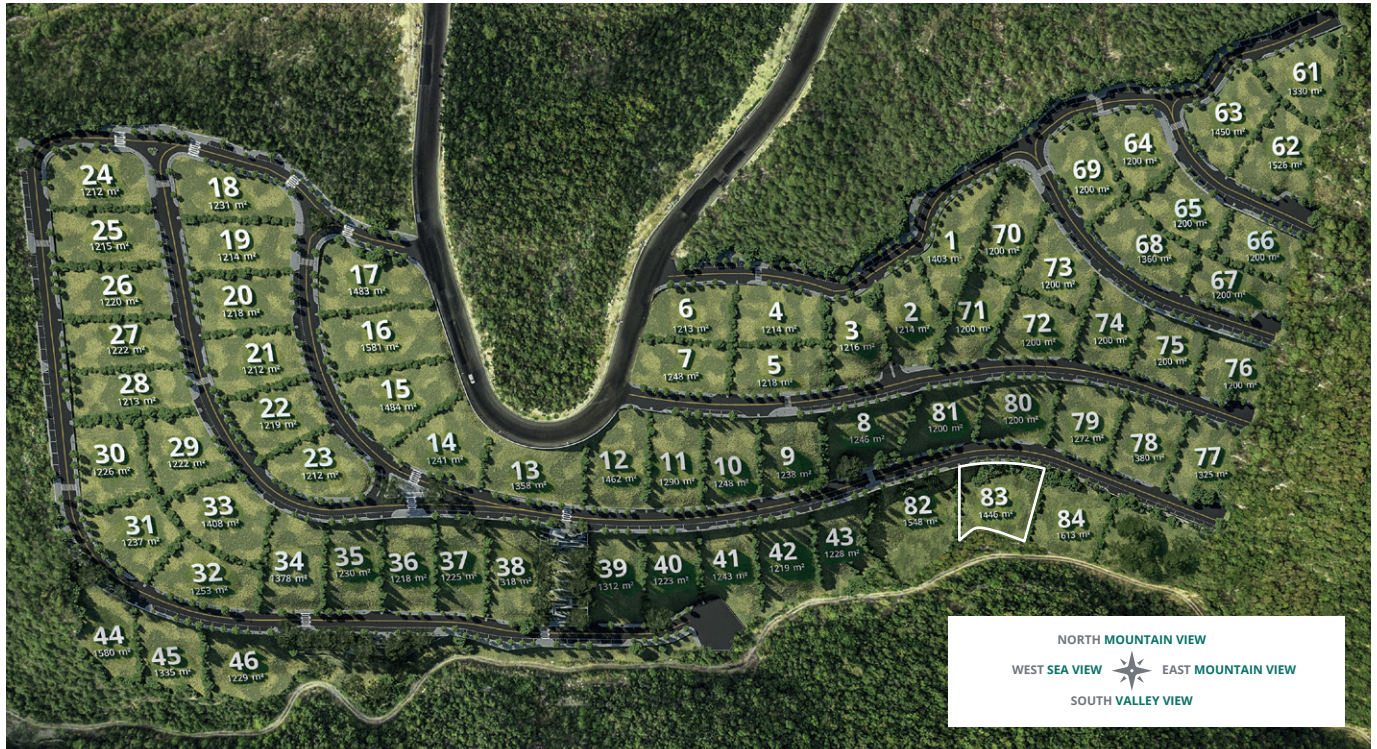 61
1330 m²
63
1450 m²
62
1526 m²
64
1200 m²
69
1200 m²
65
1200 m²
66
1200 m²
68
1360 m²
67
1200 m²
24
1212 m²
18
1231 m²
25
1215 m²
19
1214 m²
26
1220 m²
20
1218 m²
17
1483 m²
27
1222 m²
21
1212 m²
16
1581 m²
28
1213 m²
22
1219 m²
15
1484 m²
30
1226 m²
29
1222 m²
23
1212 m²
14
1241 m²
13
1358 m²
33
1408 m²
31
1237 m²
32
1253 m²
34
1378 m²
35
230 m²
36
1218 m²
37
1225 m²
38
318 m²
44
1580 m²
45
1335 m²
46
1229 m²
6
1213 m²
4
1214 m²
3
1216 m²
2
1214 m²
1
1403 m²
70
1200 m²
73
1200 m²
71
1200 m²
72
1200 m²
74
1200 m²
75
1200 m²
76
1200 m²
7
1248 m²
5
1218 m²
12
1462 m²
11
1290 m²
10
1248 m²
9
1238 m²
8
1246 m²
81
1200 m²
80
1200 m²
79
1272 m²
78
1380 m²
77
1325 m²
39
1312 m²
40
1223 m²
41
1243 m²
42
1219 m²
43
1228 m²
82
1548 m²
83
1446 m²
84
1613 m²
NORTH MOUNTAIN VIEW
WEST SEA VIEW EAST MOUNTAIN VIEW
SOUTH VALLEY VIEW